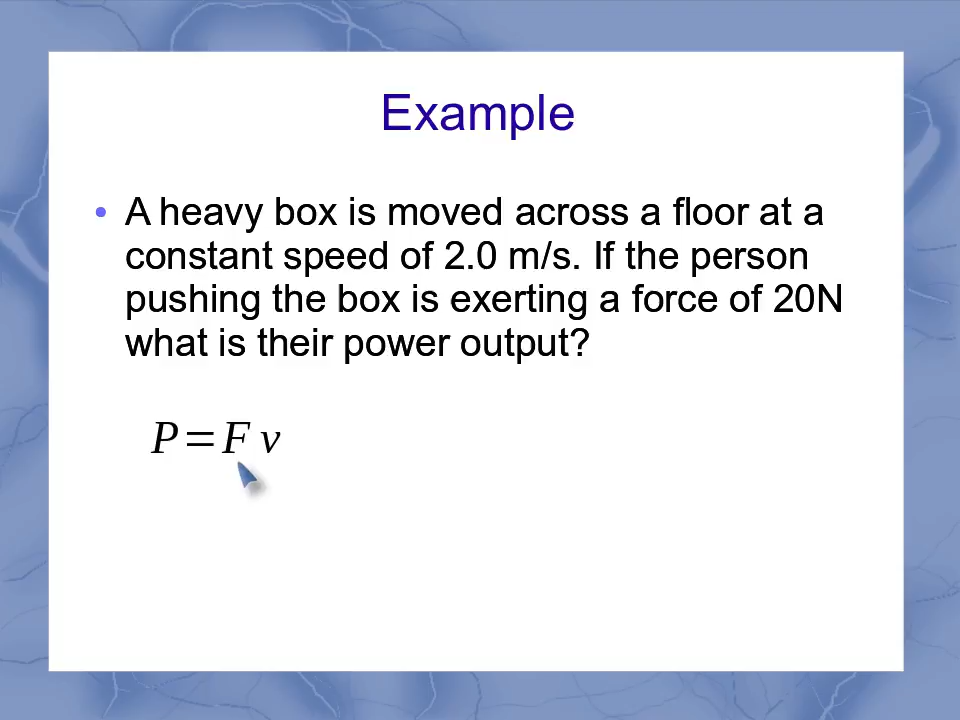 Example
• A heavy box is moved across a floor at a
constant speed of 2.0 m/s. If the person
pushing the box is exerting a force of 20N
what is their power output?
P=F v